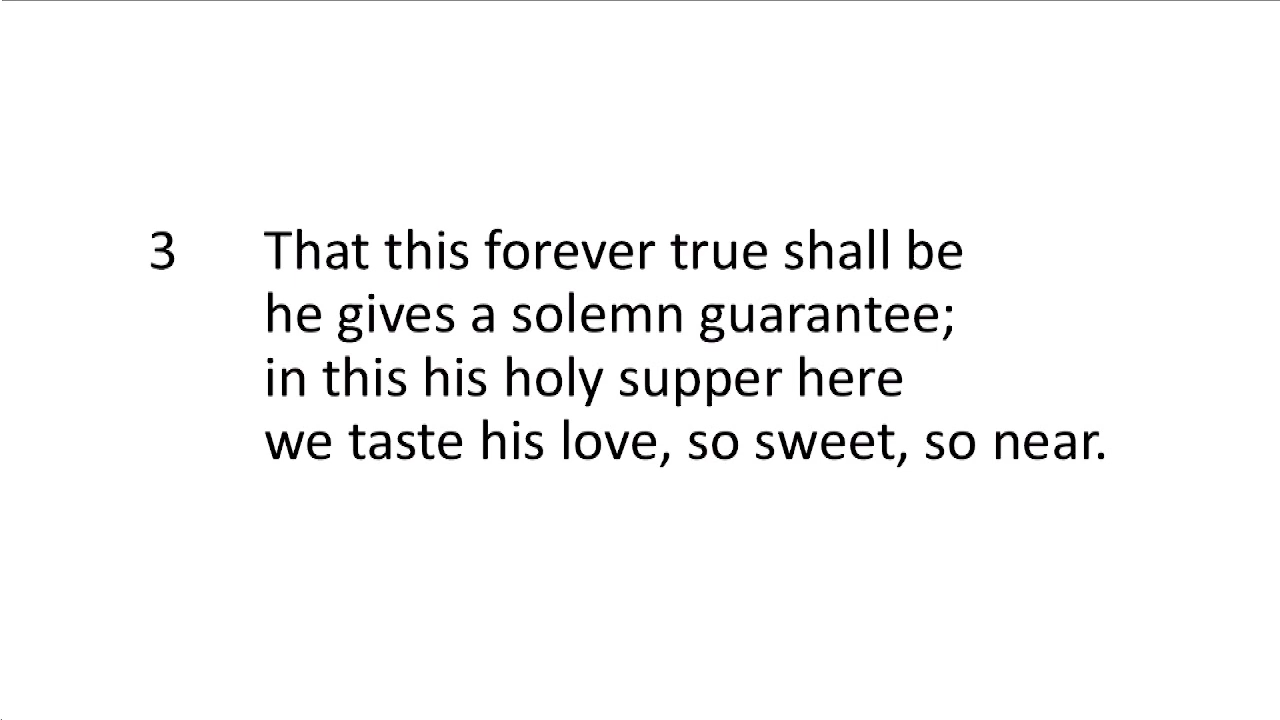 3 That this forever true shall be
he gives a solemn guarantee;
in this his holy supper here
we taste his love, so sweet, so near.